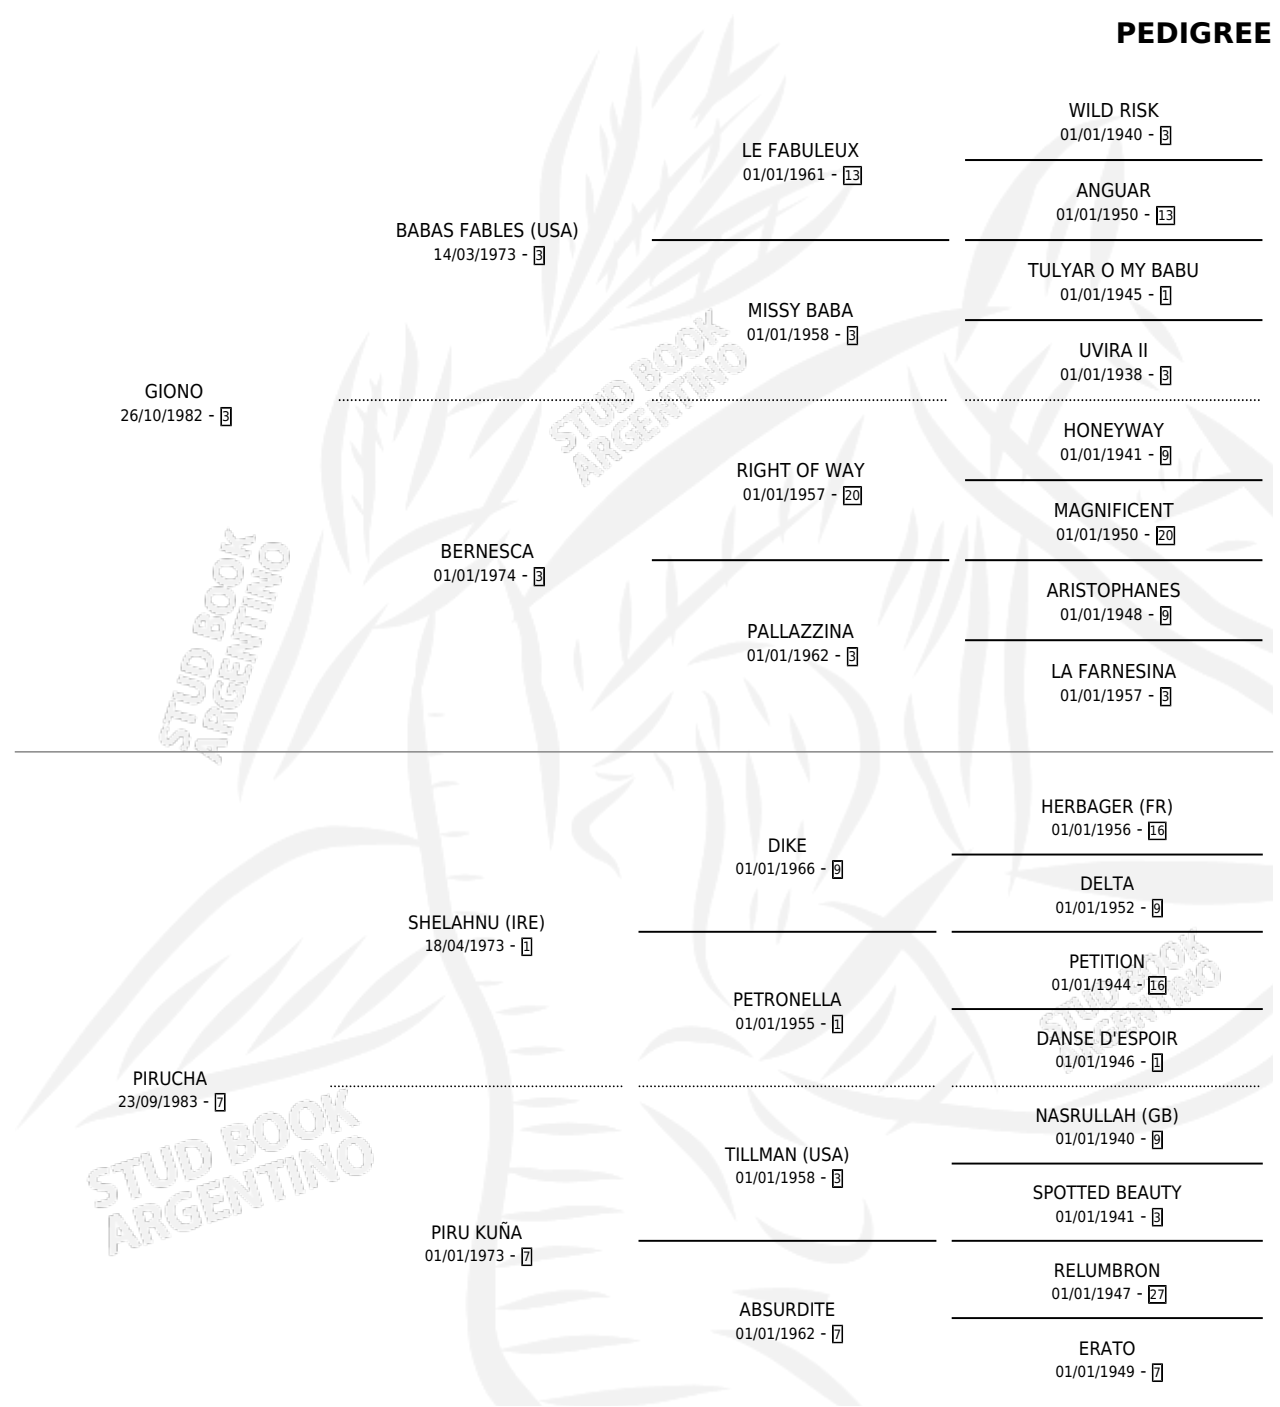 PEDIGREE
WILD RISK
01/01/1940 - 3
LE FABULEUX
01/01/1961 - 13
ANGUAR
01/01/1950 - 13
BABAS FABLES (USA)
14/03/1973 - 3
TULYAR O MY BABU
01/01/1945 - 1
MISSY BABA
01/01/1958 - 3
UVIRA II
01/01/1938 - 3
GIONO
26/10/1982 - 3
STUD BOOK
ARGENTINO
HONEYWAY
01/01/1941 - 9
RIGHT OF WAY
01/01/1957 - 20
MAGNIFICENT
01/01/1950 - 20
BERNESCA
01/01/1974 - 3
ARISTOPHANES
01/01/1948 - 9
PALLAZZINA
01/01/1962 - 3
LA FARNESINA
01/01/1957 - 3
STUD BOOK
ARGENTINO
HERBAGER (FR)
01/01/1956 - 16
DIKE
01/01/1966 - 9
DELTA
01/01/1952 - 9
SHELAHNU (IRE)
18/04/1973 - 1
PETITION
01/01/1944 - 16
PETRONELLA
01/01/1955 - 1
DANSE D'ESPOIR
01/01/1946 - 1
STUD BOOK
ARGENTINO
PIRUCHA
23/09/1983 - 7
NASRULLAH (GB)
01/01/1940 - 9
TILLMAN (USA)
01/01/1958 - 3
SPOTTED BEAUTY
01/01/1941 - 3
STUD BOOK
ARGENTINO
PIRU KUÑA
01/01/1973 - 7
RELUMBRON
01/01/1947 - 27
ABSURDITE
01/01/1962 - 7
ERATO
01/01/1949 - 7